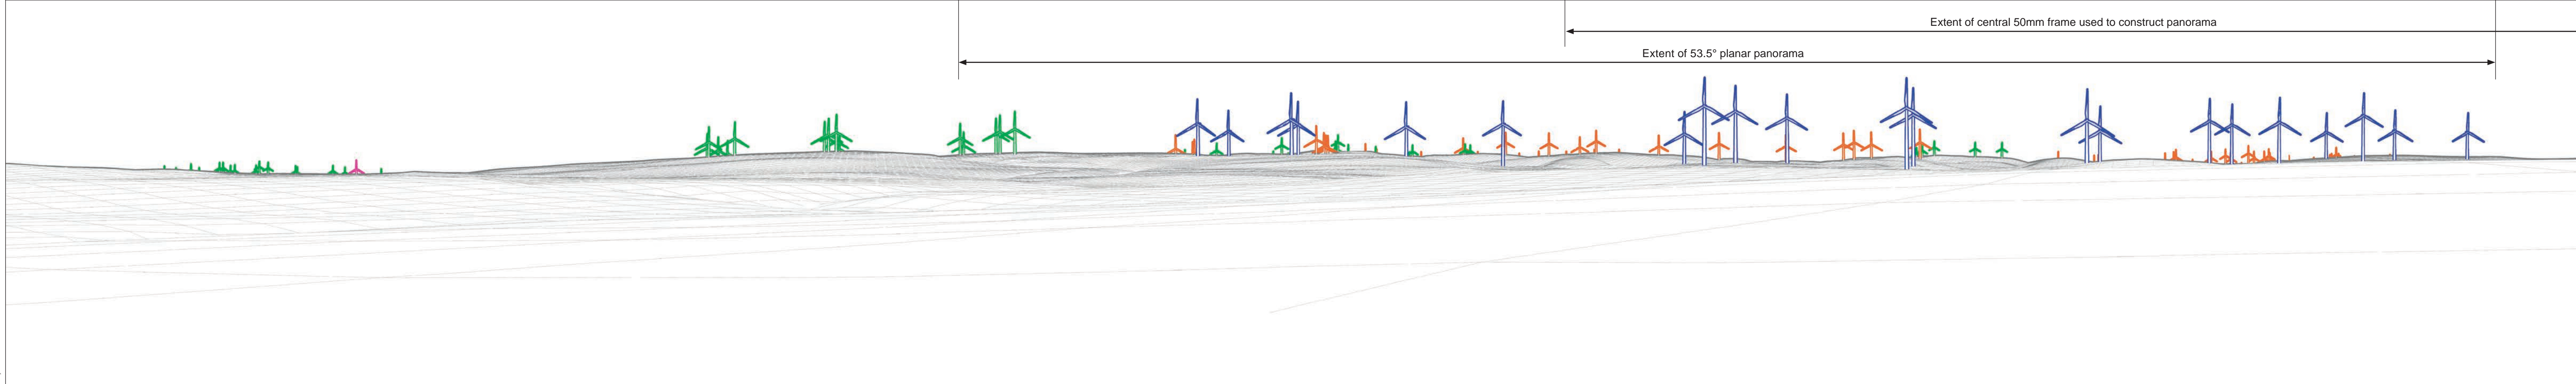 Extent of central 50mm frame used to construct panorama
Extent of 53.5° planar panorama